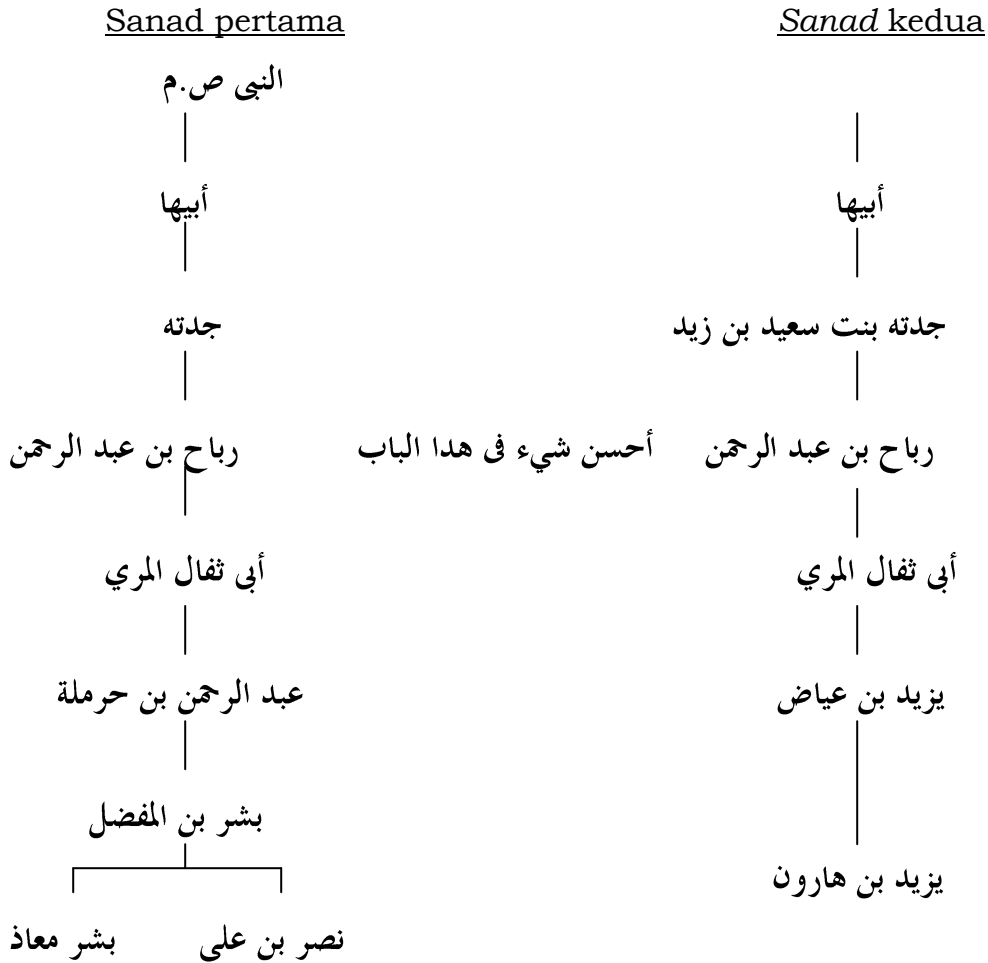 Sanad pertama
Sanad kedua
النبى ص.م
أبيها
أبيها
جدته
جدته بنت سعيد بن زيد
رباح بن عبد الرحمن
أحسن شيء فى هدا الباب
رباح بن عبد الرحمن
أبى ثفال المري
أبى ثفال المري
عبد الرحمن بن حرملة
يزيد بن عياض
بشر بن المفضل
يزيد بن هارون
بشر معاذ
نصر بن على